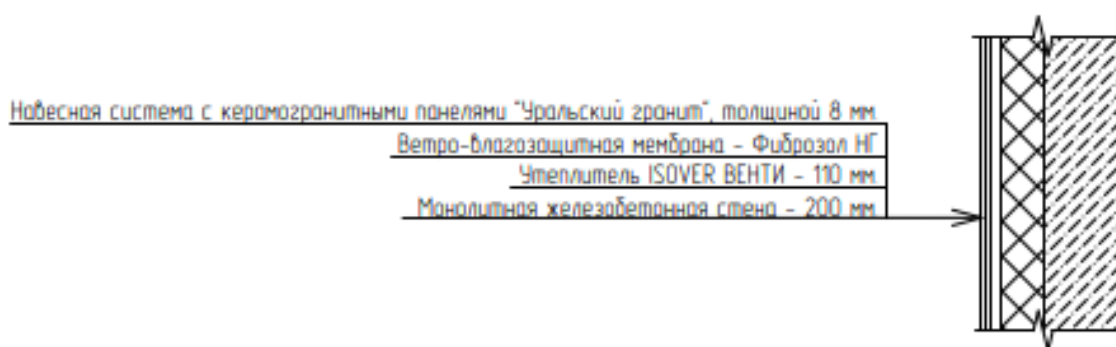 Навесная система с керамогранитными панелями "Уральский гранит", толщиной 8 мм
Ветро-влагозащитная мембрана - Фиброзол НГ
Утеплитель ISOVER ВЕНТИ - 110 мм
Монолитная железобетонная стена - 200 мм